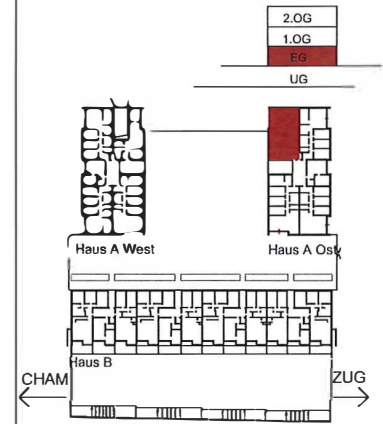 2.OG
1.OG
EG
UG
Haus A West
Haus A Ost
Haus B
CHAM
ZUG